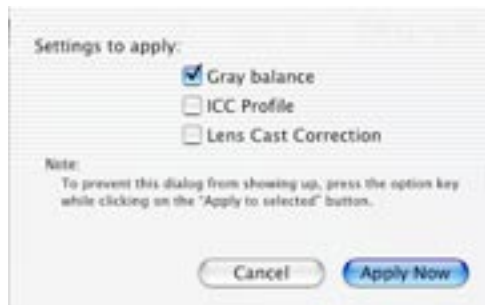 Settings to apply:
Gray balance
ICC Profile
Lens Cast Correction
Note:
To prevent this dialog from showing up, press the option key
while clicking on the "Apply to selected" button.
Cancel
Apply Now